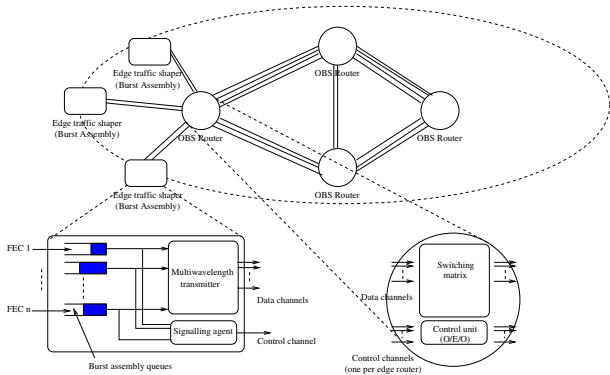 Edge traffic shaper
(Burst Assembly)
OBS Router
Edge traffic shaper
(Burst Assembly)
OBS Router
OBS Router
Edge traffic shaper
(Burst Assembly)
OBS Router
FEC 1
Multiwavelength
transmitter
Switching
matrix
Data channels
Data channels
FEC n
Signalling agent
Control channel
Control unit
(O/E/O)
Burst assembly queues
Control channels
(one per edge router)